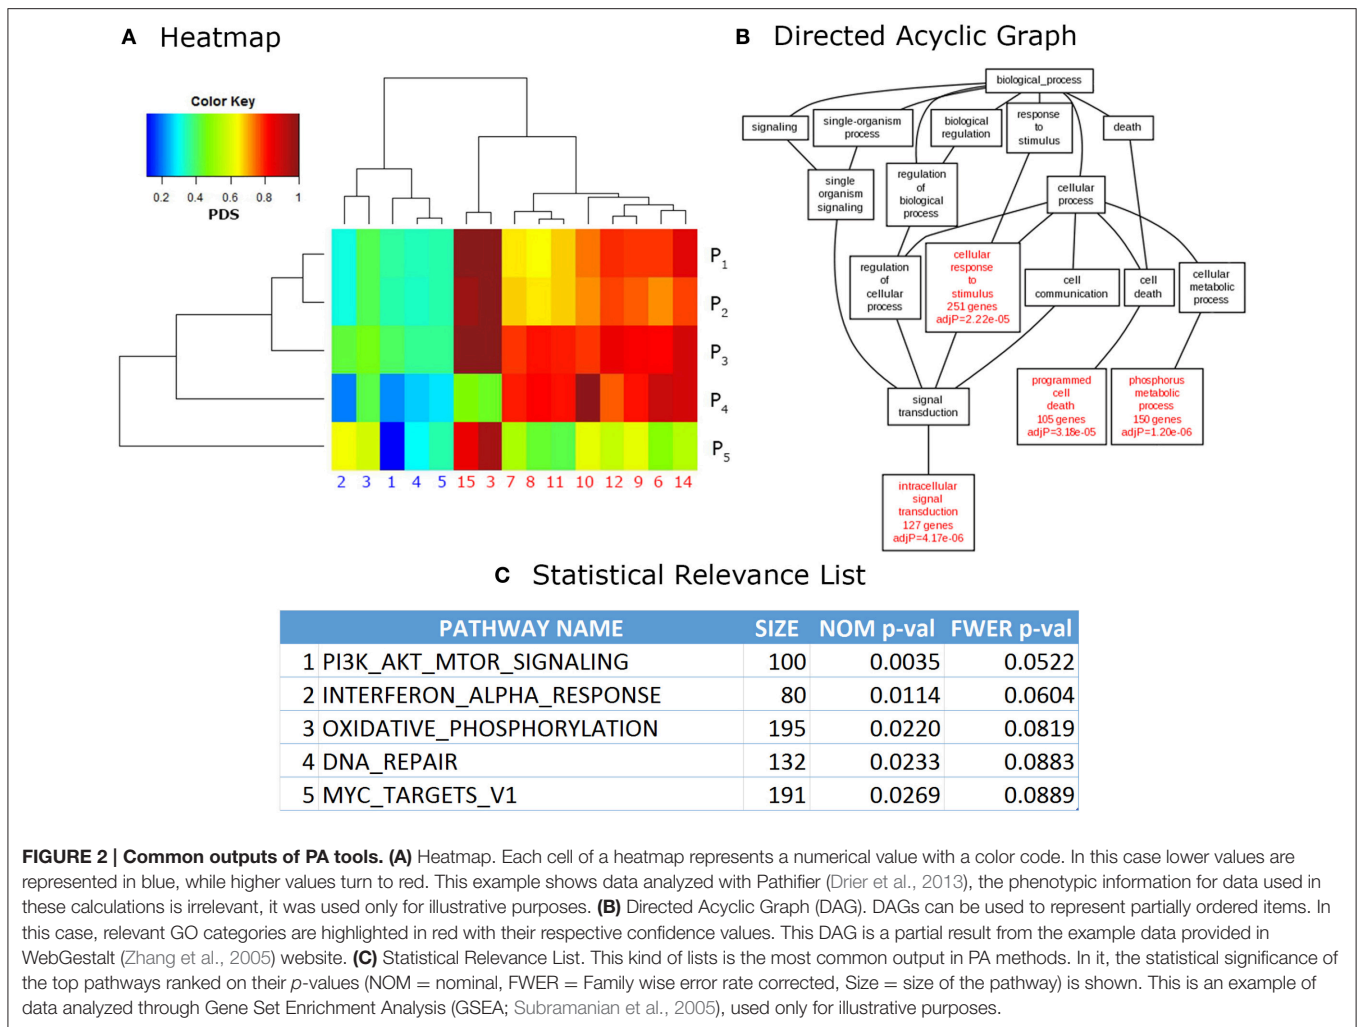 A Heatmap
Color Key
0.2 0.4 0.6 0.8 1
PDS
P1
P2
P3
P4
P5
2 3 1 4 5 15 3 7 8 11 10 12 9 6 14
B Directed Acyclic Graph
biological_process
signaling
single-organism
process
biological
regulation
response
to
stimulus
death
single
organism
signaling
regulation
of
biological
process
cellular
process
regulation
of
cellular
process
cellular
response
to
stimulus
251 genes
adjP=2.22e-05
cell
communication
cell
death
cellular
metabolic
process
signal
transduction
programmed
cell
death
105 genes
adjP=3.18e-05
phosphorus
metabolic
process
150 genes
adjP=1.20e-06
intracellular
signal
transduction
127 genes
adjP=4.17e-06
C Statistical Relevance List
PATHWAY NAME SIZE NOM p-val FWER p-val
1 PI3K_AKT_MTOR_SIGNALING 100 0.0035 0.0522
2 INTERFERON_ALPHA_RESPONSE 80 0.0114 0.0604
3 OXIDATIVE_PHOSPHORYLATION 195 0.0220 0.0819
4 DNA_REPAIR 132 0.0233 0.0883
5 MYC_TARGETS_V1 191 0.0269 0.0889
FIGURE 2 | Common outputs of PA tools. (A) Heatmap. Each cell of a heatmap represents a numerical value with a color code. In this case lower values are
represented in blue, while higher values turn to red. This example shows data analyzed with Pathifier (Drier et al., 2013), the phenotypic information for data used in
these calculations is irrelevant, it was used only for illustrative purposes. (B) Directed Acyclic Graph (DAG). DAGs can be used to represent partially ordered items. In
this case, relevant GO categories are highlighted in red with their respective confidence values. This DAG is a partial result from the example data provided in
WebGestalt (Zhang et al., 2005) website. (C) Statistical Relevance List. This kind of lists is the most common output in PA methods. In it, the statistical significance of
the top pathways ranked on their p-values (NOM = nominal, FWER = Family wise error rate corrected, Size = size of the pathway) is shown. This is an example of
data analyzed through Gene Set Enrichment Analysis (GSEA; Subramanian et al., 2005), used only for illustrative purposes.